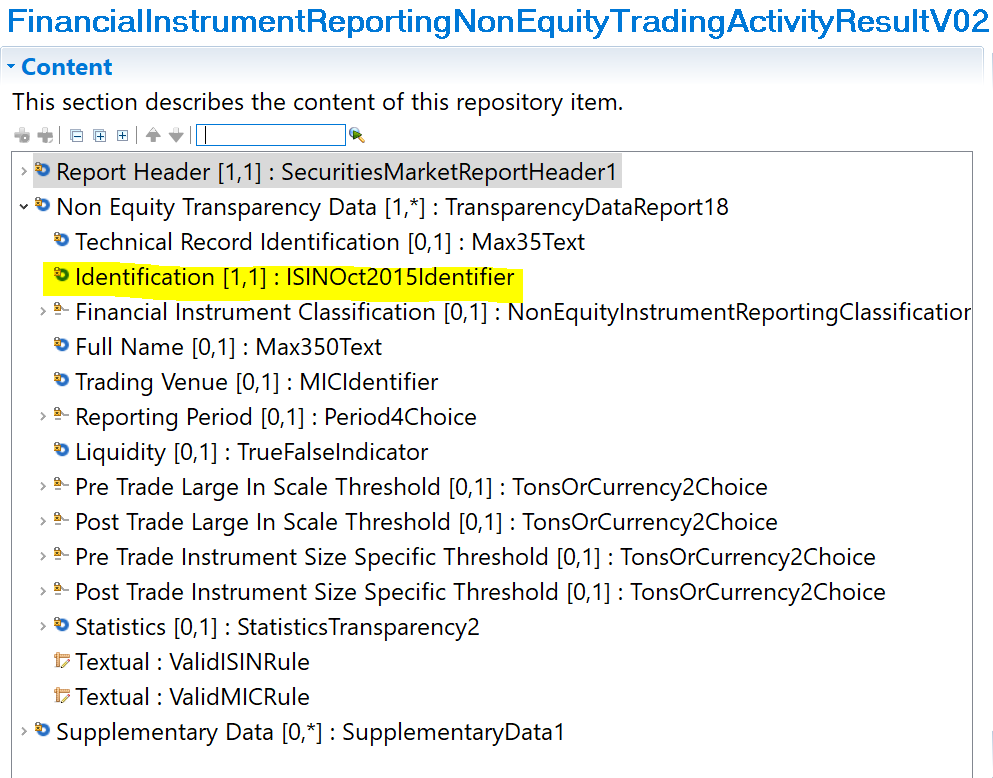 FinancialInstrumentReportingNonEquityTradingActivityResultV02
Content
This section describes the content of this repository item.
Report Header [1,1] : SecuritiesMarketReportHeader1
Non Equity Transparency Data [1,*] : TransparencyDataReport18
Technical Record Identification [0,1] : Max35Text
Identification [1,1] : ISINOct2015Identifier
Financial Instrument Classification [0,1] : NonEquityInstrumentReportingClassification
Full Name [0,1] : Max350Text
Trading Venue [0,1] : MICIdentifier
Reporting Period [0,1] : Period4Choice
Liquidity [0,1] : TrueFalseIndicator
Pre Trade Large In Scale Threshold [0,1] : TonsOrCurrency2Choice
Post Trade Large In Scale Threshold [0,1] : TonsOrCurrency2Choice
Pre Trade Instrument Size Specific Threshold [0,1] : TonsOrCurrency2Choice
Post Trade Instrument Size Specific Threshold [0,1] : TonsOrCurrency2Choice
Statistics [0,1] : StatisticsTransparency2
Textual : ValidISINRule
Textual : ValidMICRule
Supplementary Data [0,*] : SupplementaryData1